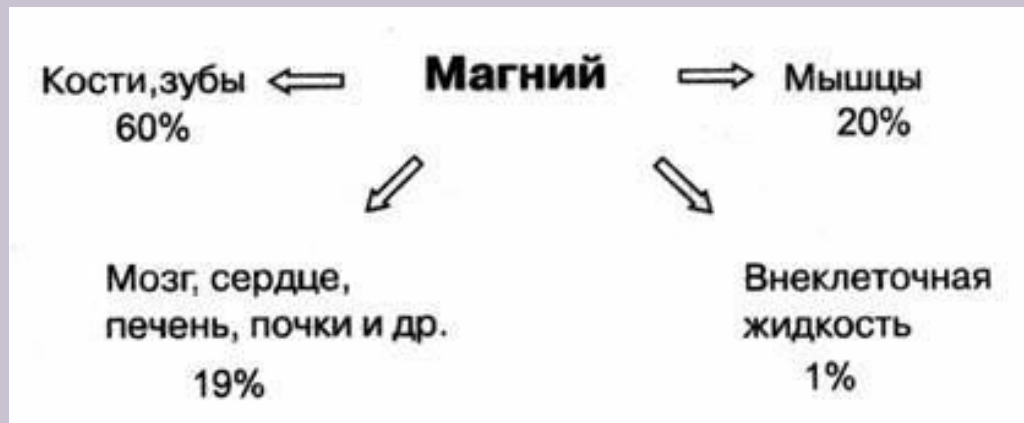 Магний
Кости,зубы
60%
Мышцы
20%
Мозг, сердце,
печень, почки и др.
19%
Внеклеточная
жидкость
1%